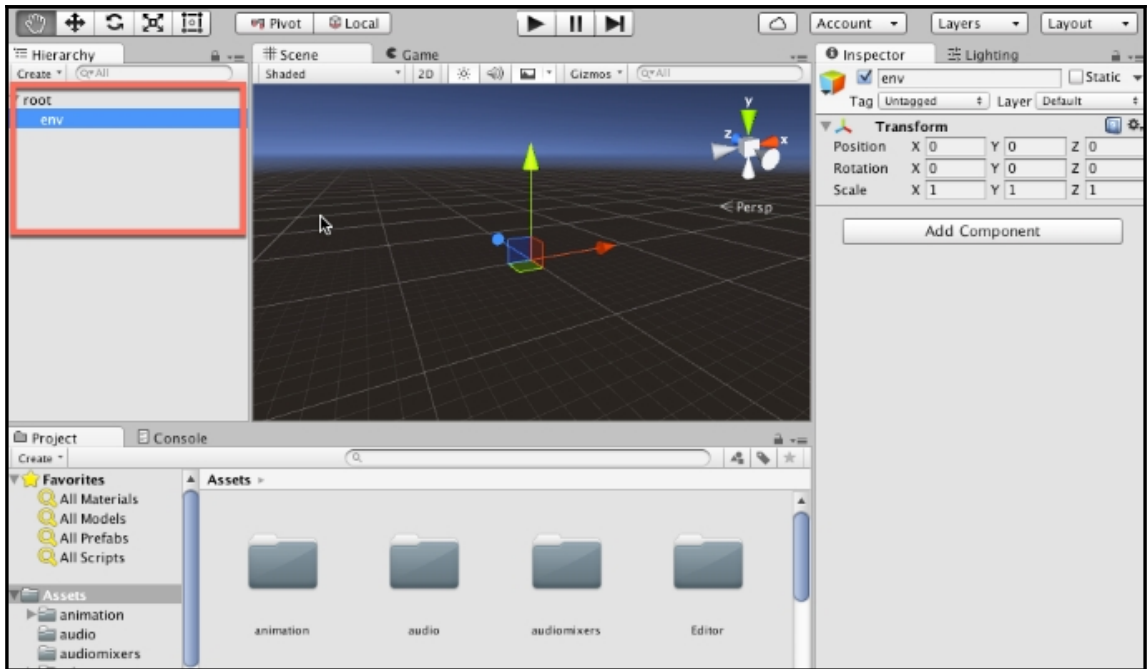 Pivot Local Account Layers Layout
Hierarchy
Create All
root
env
Scene Game
Shaded 2D Gizmos All
y
z x
Persp
Inspector Lighting
env Static
Tag Untagged Layer Default
Transform
Position X 0 Y 0 Z 0
Rotation X 0 Y 0 Z 0
Scale X 1 Y 1 Z 1
Add Component
Project Console
Create
Favorites
All Materials
All Models
All Prefabs
All Scripts
Assets
animation
audio
audiomixers
Assets
animation audio audiomixers Editor